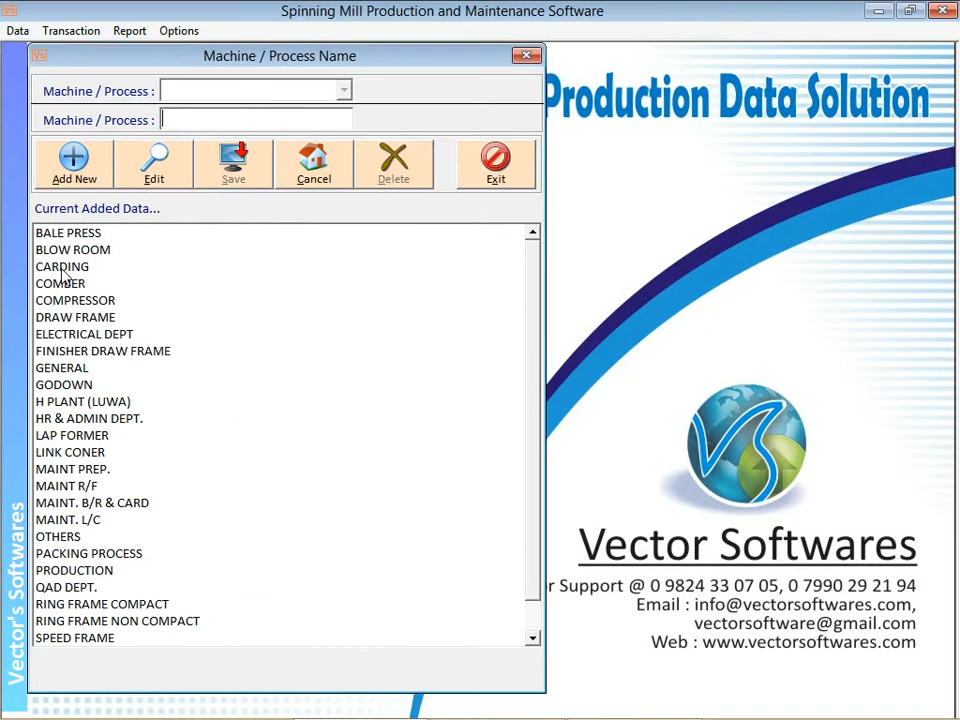 Spinning Mill Production and Maintenance Software
Data Transaction Report Options
Vs Machine / Process Name
Machine / Process :
Machine / Process :
Add New Edit Save Cancel Delete Exit
Current Added Data...
BALE PRESS
BLOW ROOM
CARDING
COMBER
COMPRESSOR
DRAW FRAME
ELECTRICAL DEPT
FINISHER DRAW FRAME
GENERAL
GODOWN
H PLANT (LUWA)
HR & ADMIN DEPT.
LAP FORMER
LINK CONER
MAINT PREP.
MAINT R/F
MAINT. B/R & CARD
MAINT. L/C
OTHERS
PACKING PROCESS
PRODUCTION
QAD DEPT.
RING FRAME COMPACT
RING FRAME NON COMPACT
SPEED FRAME
Vector's Softwares
Production Data Solution
VS
Vector Softwares
r Support @ 0 9824 33 07 05, 0 7990 29 21 94
Email : info@vectorsoftwares.com,
vectorsoftware@gmail.com
Web : www.vectorsoftwares.com